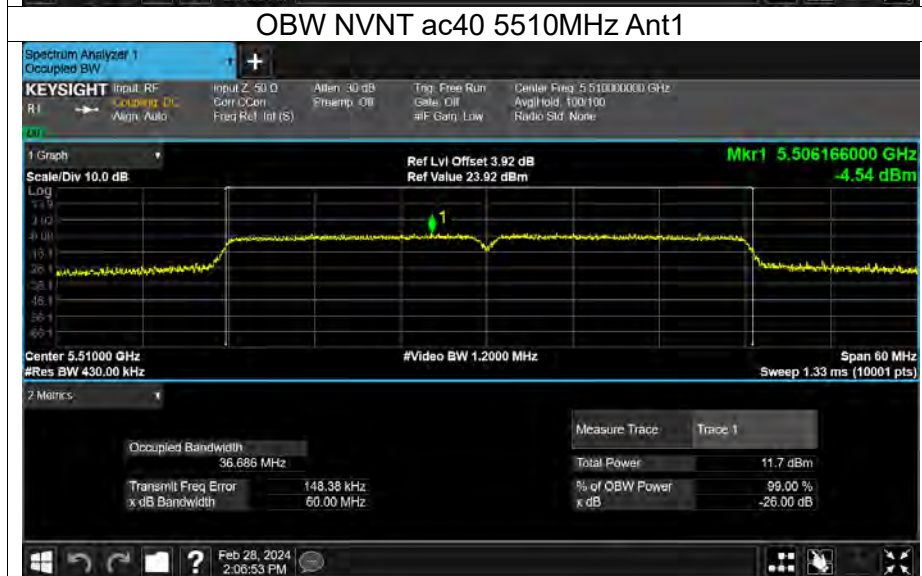 OBW NVNT ac40 5510MHz Ant1
Spectrum Analyzer 1
Occupied BW
KEYSIGHT Input: RF Input Z: 50 Ω Atten: 30 dB Trig: Free Run Center Freq: 5.510000000 GHz
Coupling: DC Corr CCorr Preamp: Off Gate: Off Avg|Hold: 100/100
Align: Auto Freq Ref: Int (S) #IF Gain: Low Radio Std: None
1 Graph
Ref Lvl Offset 3.92 dB
Mkr1 5.506166000 GHz
Scale/Div 10.0 dB
Ref Value 23.92 dBm
-4.54 dBm
Log
1
Center 5.51000 GHz #Video BW 1.2000 MHz Span 60 MHz
#Res BW 430.00 kHz Sweep 1.33 ms (10001 pts)
2 Metrics
Measure Trace Trace 1
Occupied Bandwidth
36.686 MHz Total Power 11.7 dBm
Transmit Freq Error 148.38 kHz % of OBW Power 99.00 %
x dB Bandwidth 60.00 MHz x dB -26.00 dB
Feb 28, 2024
2:06:53 PM